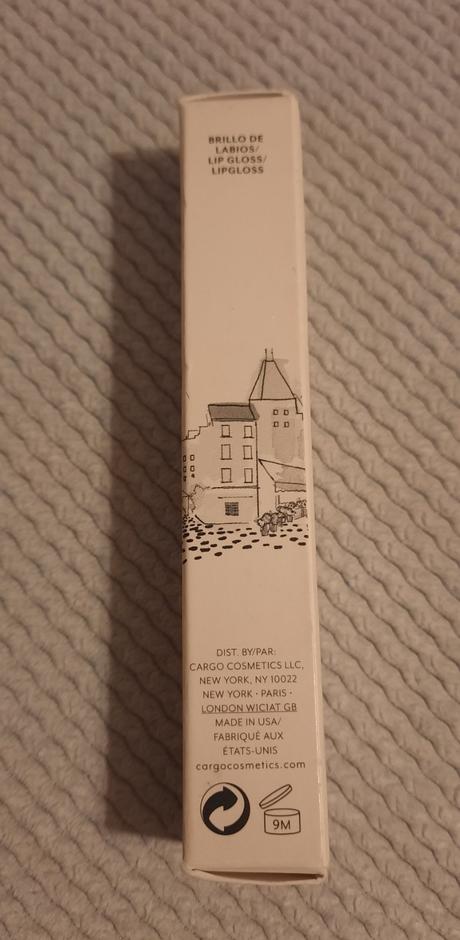 BRILLO DE
LABIOS/
LIP GLOSS/
LIPGLOSS
DIST. BY/PAR:
CARGO COSMETICS LLC,
NEW YORK, NY 10022
NEW YORK · PARIS ·
LONDON WICIAT GB
MADE IN USA/
FABRIQUÉ AUX
ÉTATS-UNIS
cargocosmetics.com
9M